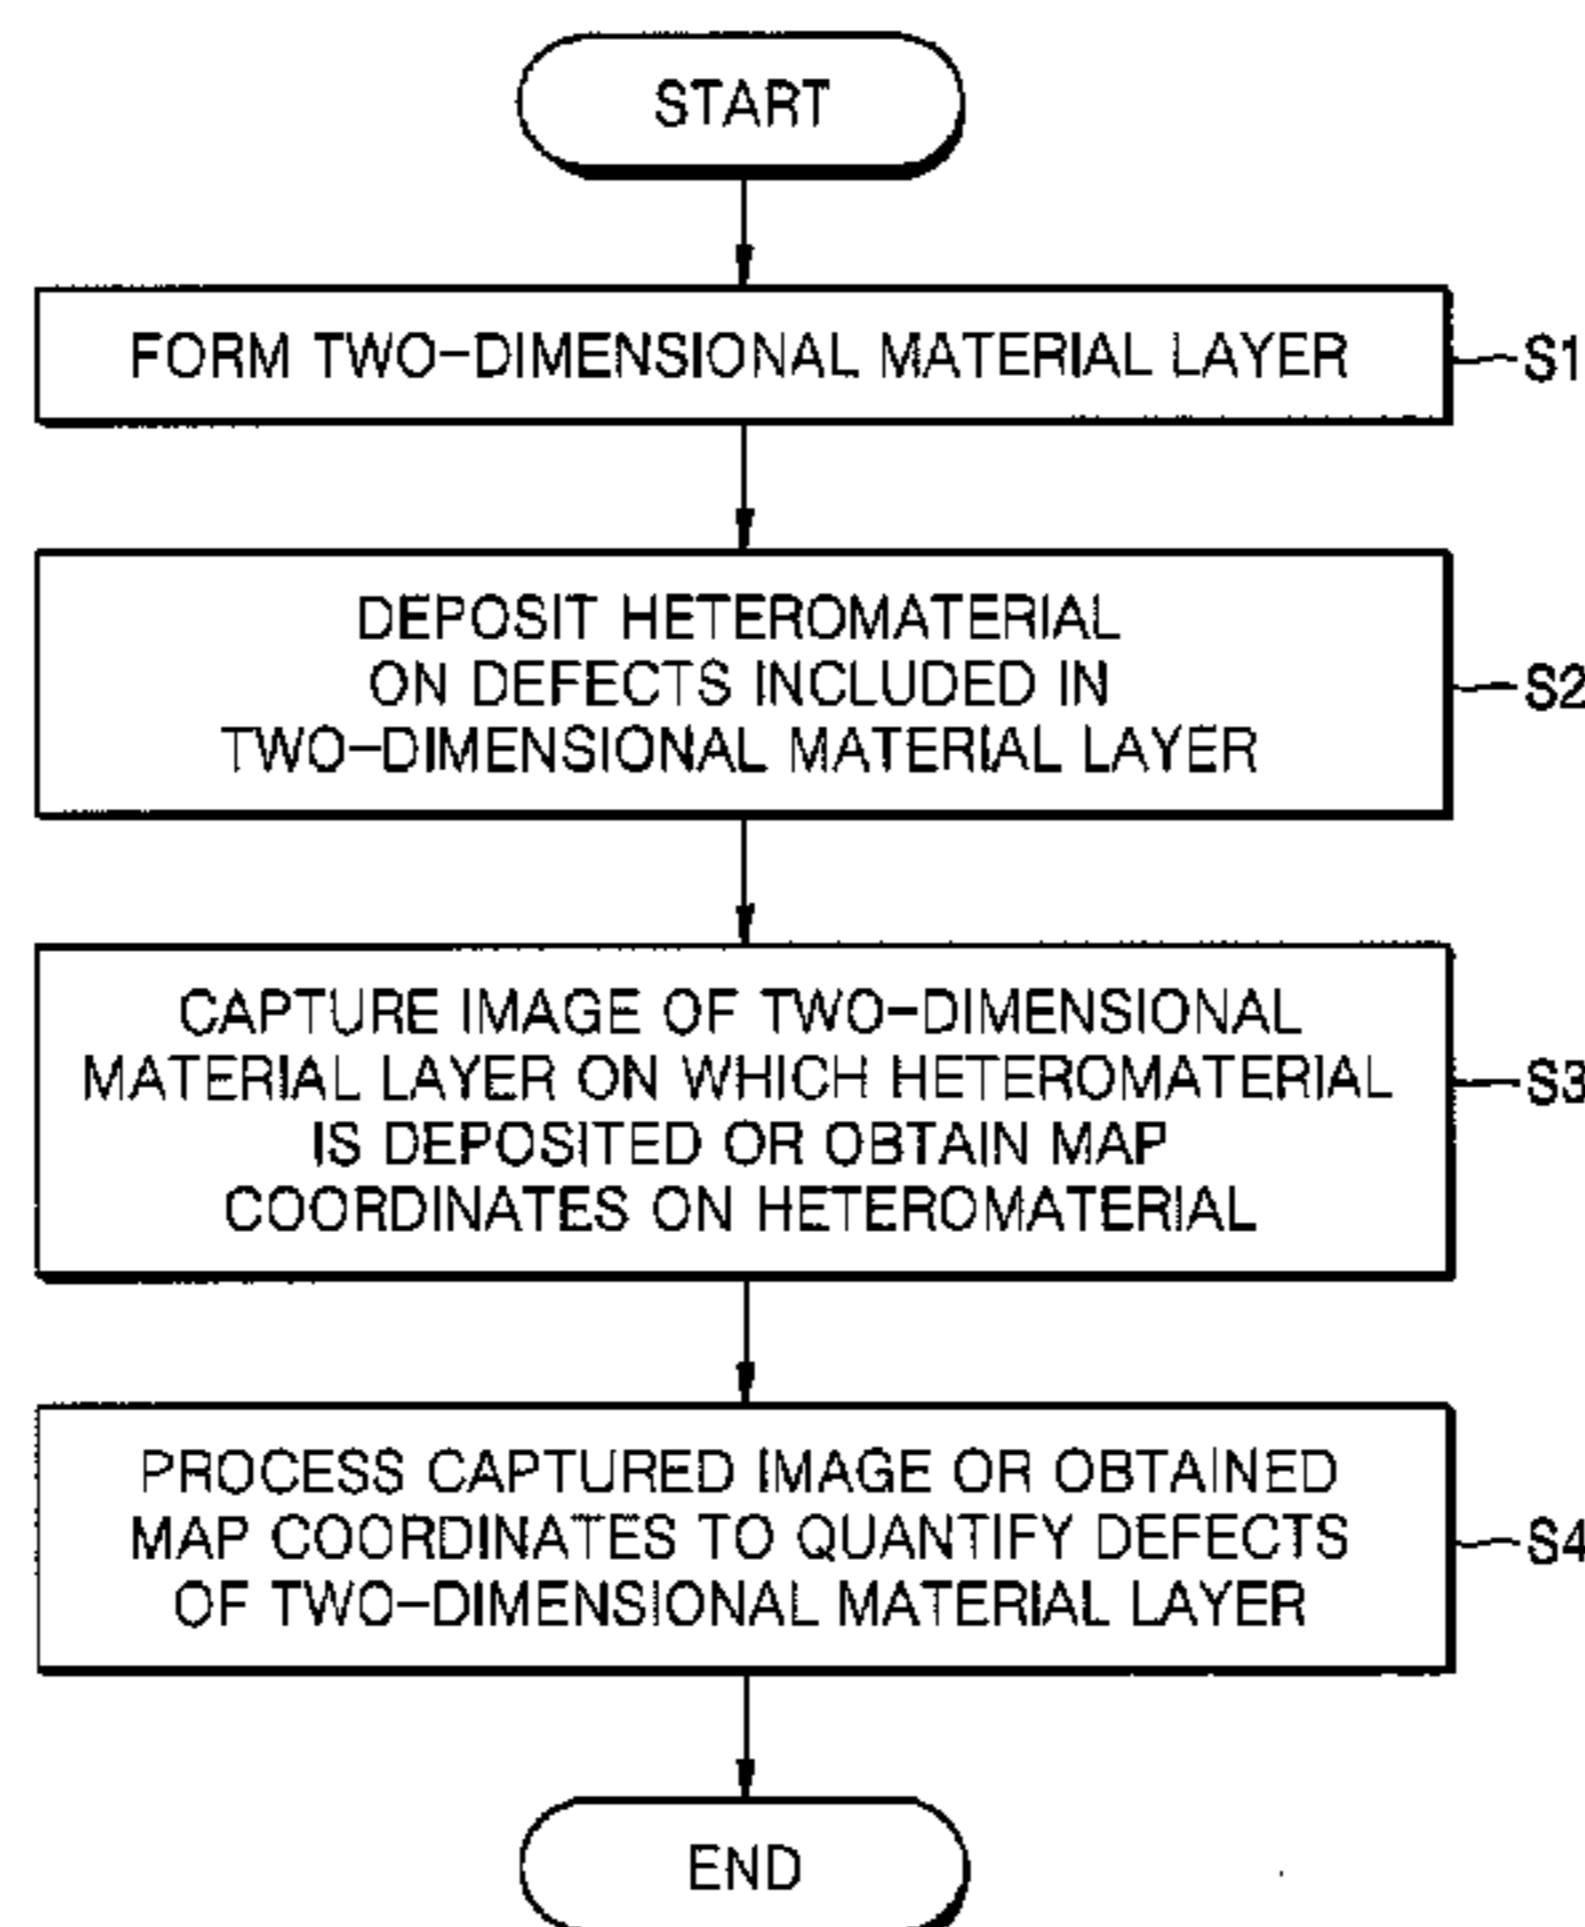 START
FORM TWO-DIMENSIONAL MATERIAL LAYER
S1
DEPOSIT HETEROMATERIAL
ON DEFECTS INCLUDED IN
TWO-DIMENSIONAL MATERIAL LAYER
S2
CAPTURE IMAGE OF TWO-DIMENSIONAL
MATERIAL LAYER ON WHICH HETEROMATERIAL
IS DEPOSITED OR OBTAIN MAP
COORDINATES ON HETEROMATERIAL
S3
PROCESS CAPTURED IMAGE OR OBTAINED
MAP COORDINATES TO QUANTIFY DEFECTS
OF TWO-DIMENSIONAL MATERIAL LAYER
S4
END